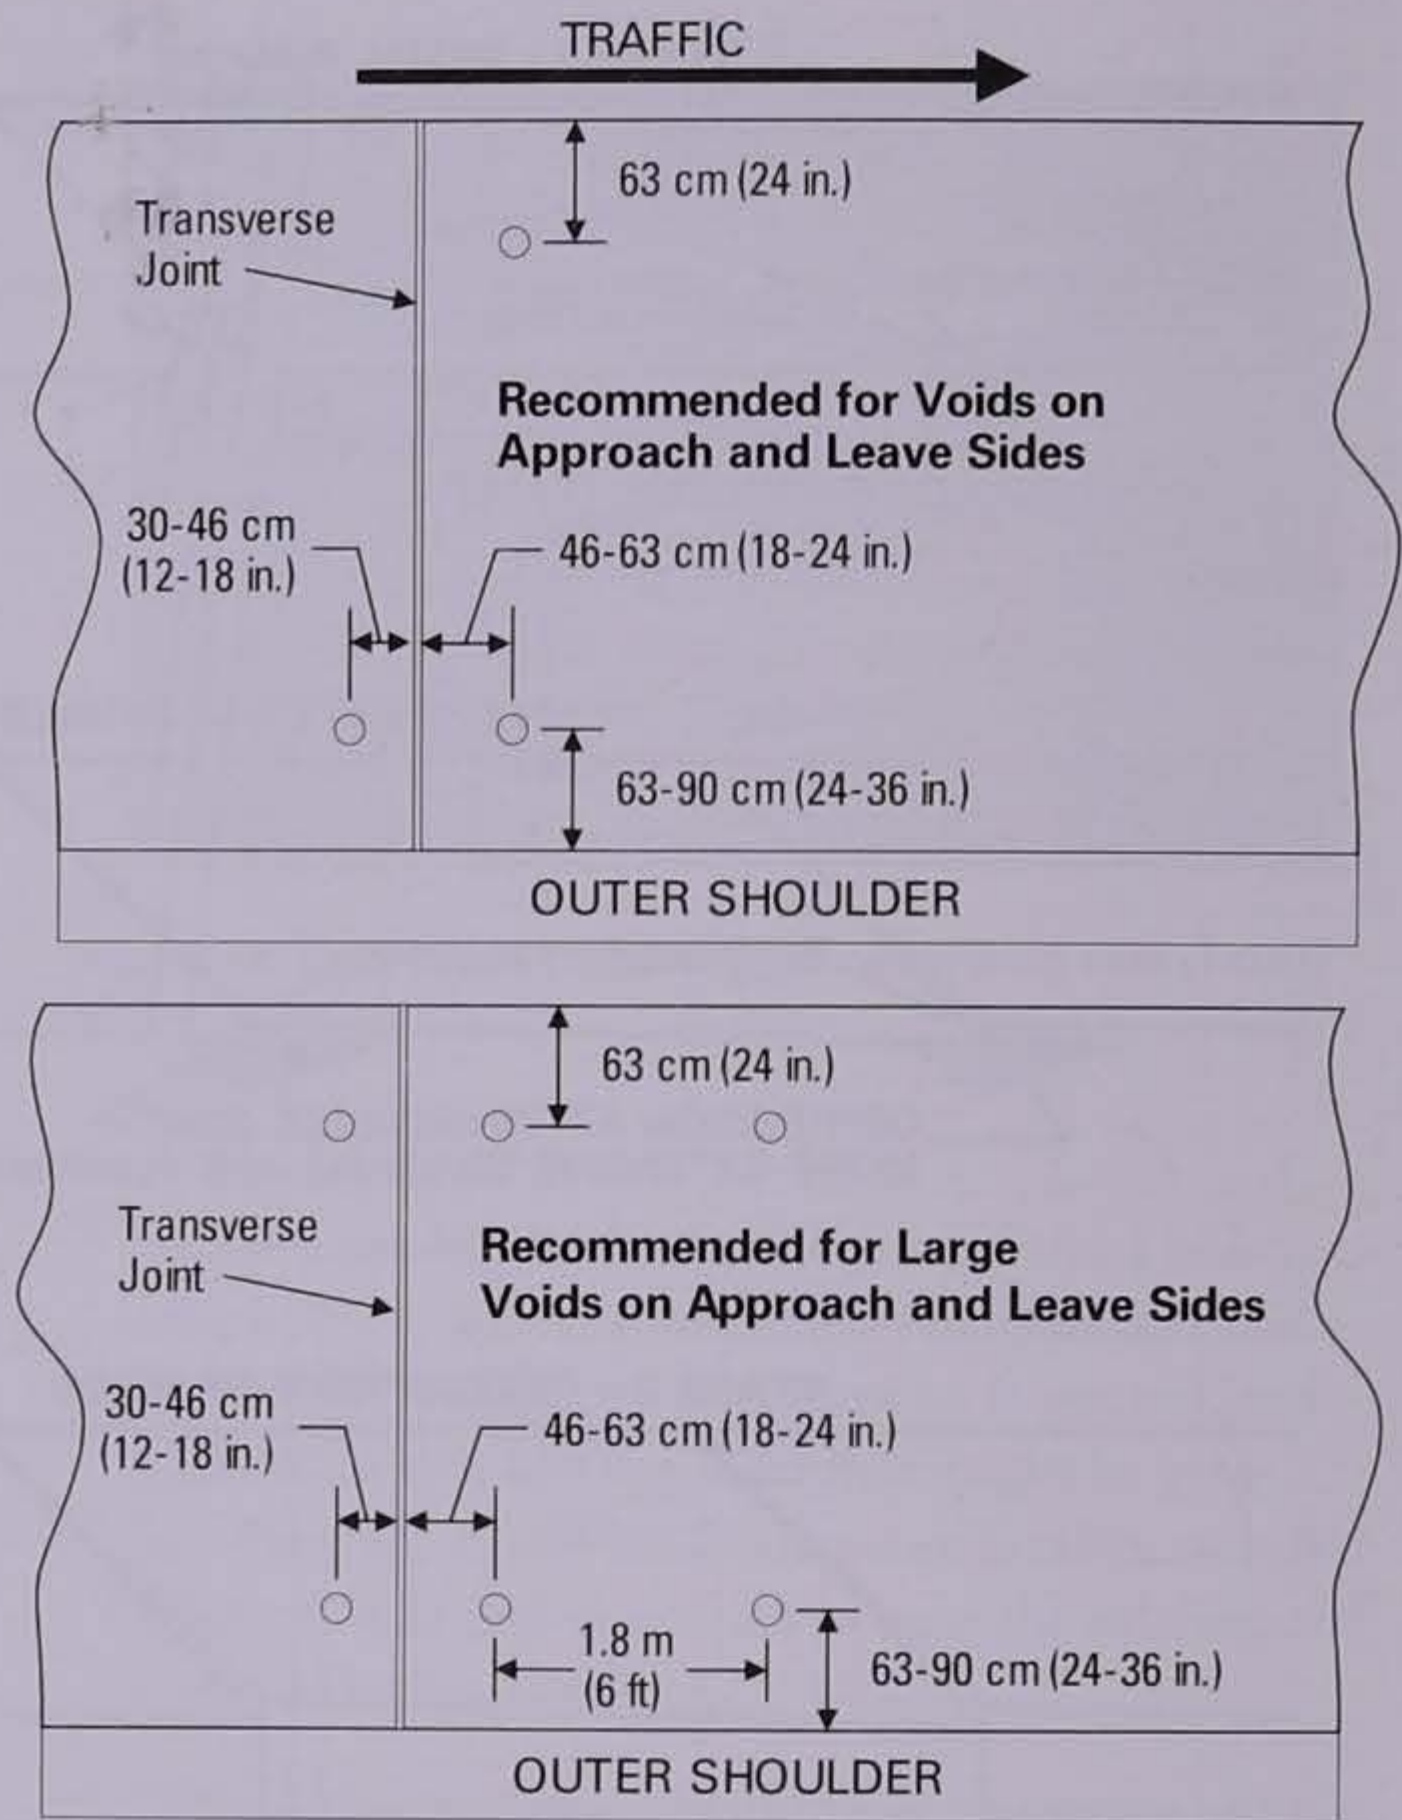 TRAFFIC
63 cm (24 in.)
Transverse
Joint
Recommended for Voids on
Approach and Leave Sides
30-46 cm
(12-18 in.)
46-63 cm (18-24 in.)
63-90 cm (24-36 in.)
OUTER SHOULDER
63 cm (24 in.)
Transverse
Joint
Recommended for Large
Voids on Approach and Leave Sides
30-46 cm
(12-18 in.)
46-63 cm (18-24 in.)
1.8 m
(6 ft)
63-90 cm (24-36 in.)
OUTER SHOULDER